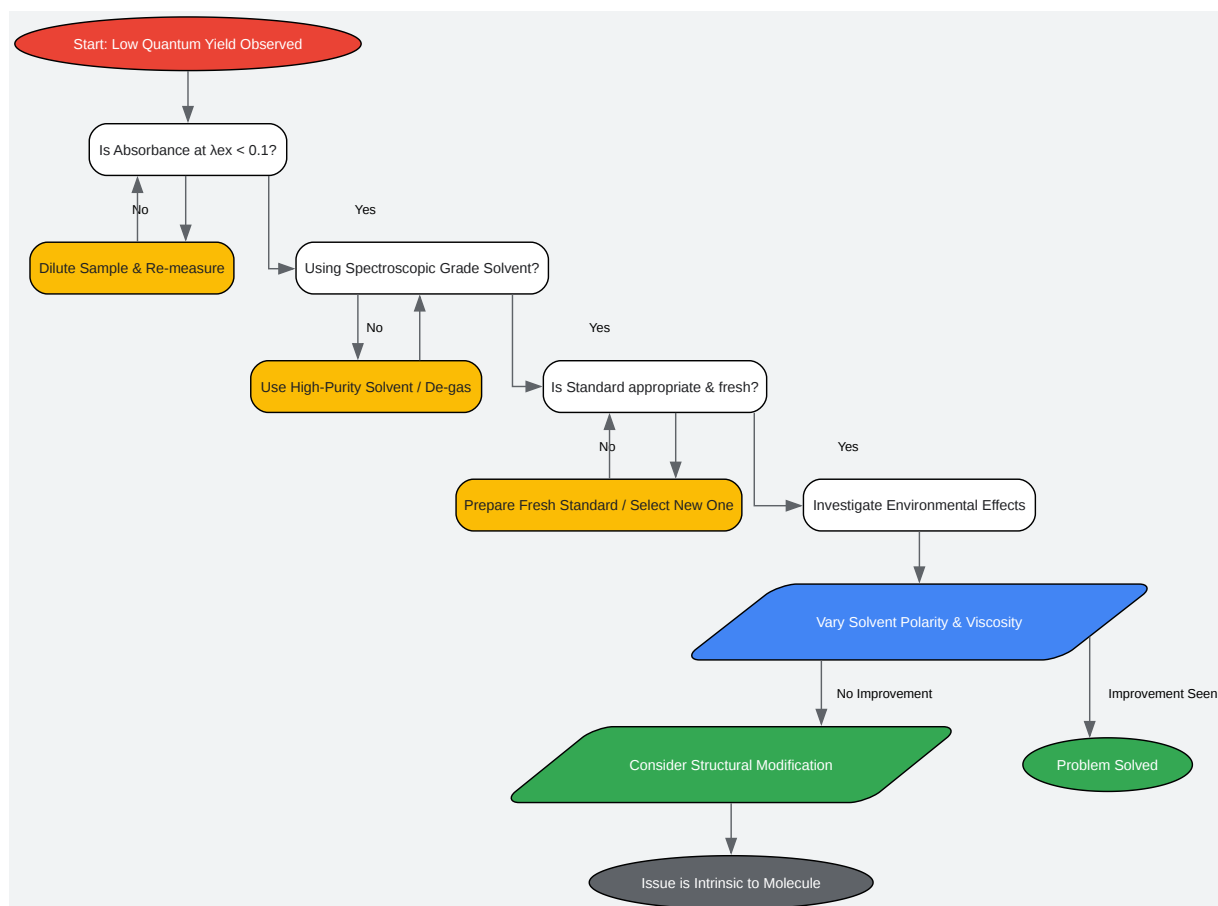 Start: Low Quantum Yield Observed
Is Absorbance at λex < 0.1?
No
Yes
Dilute Sample & Re-measure
Using Spectroscopic Grade Solvent?
No
Yes
Use High-Purity Solvent / De-gas
Is Standard appropriate & fresh?
No
Yes
Prepare Fresh Standard / Select New One
Investigate Environmental Effects
Vary Solvent Polarity & Viscosity
No Improvement
Improvement Seen
Consider Structural Modification
Problem Solved
Issue is Intrinsic to Molecule